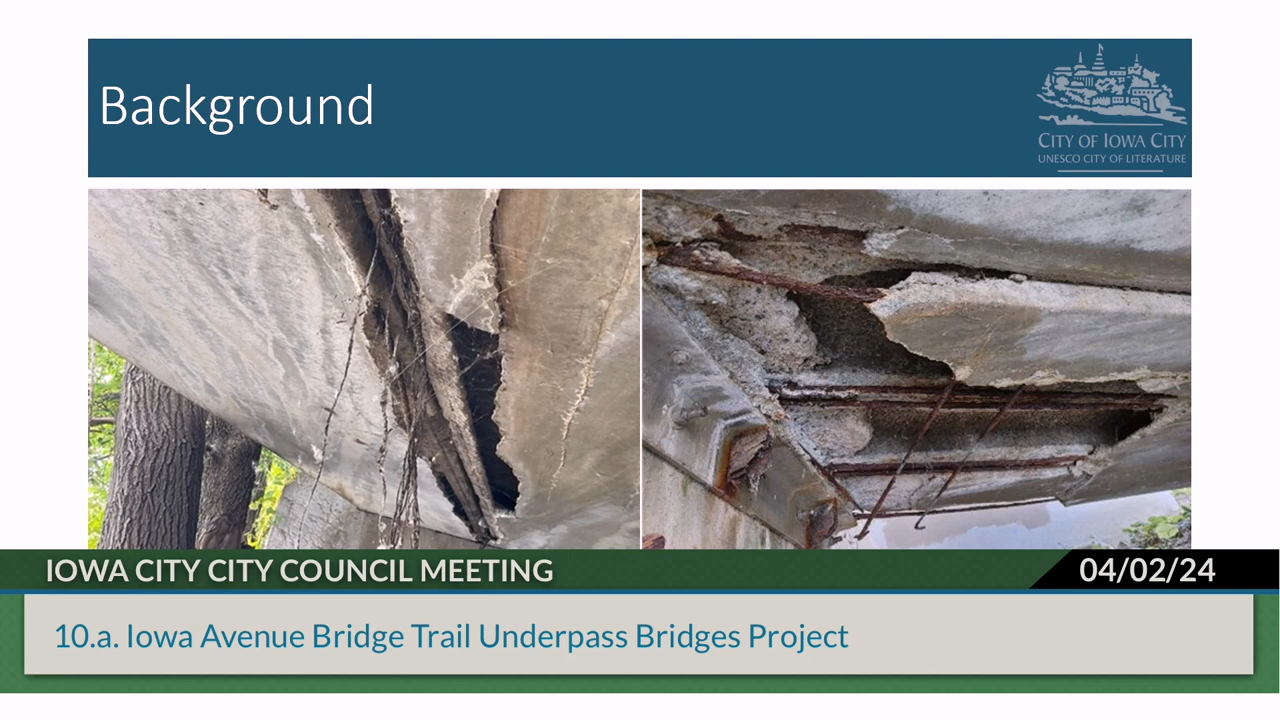 Background
CITY OF IOWA CITY
UNESCO CITY OF LITERATURE
IOWA CITY CITY COUNCIL MEETING
04/02/24
10.a. Iowa Avenue Bridge Trail Underpass Bridges Project